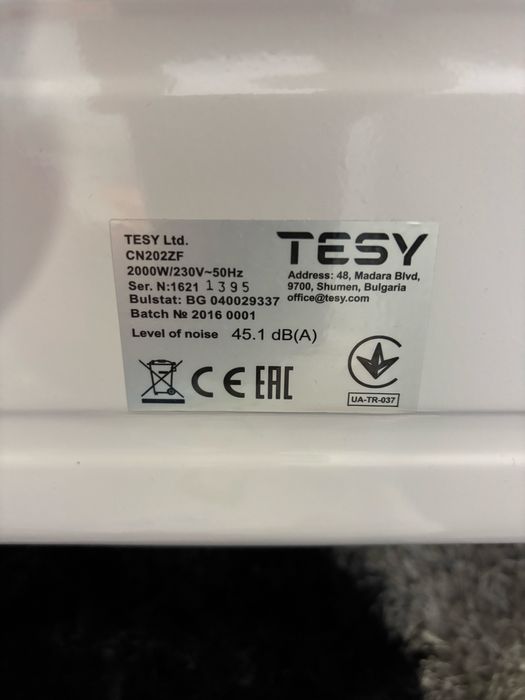 TESY Ltd.
CN202ZF
2000W/230V~50Hz
Ser. N:1621 1395
Bulstat: BG 040029337
Batch № 2016 0001
Level of noise 45.1 dB(A)
TESY
Address: 48, Madara Blvd,
9700, Shumen, Bulgaria
office@tesy.com
CE EAC
UA-TR-037